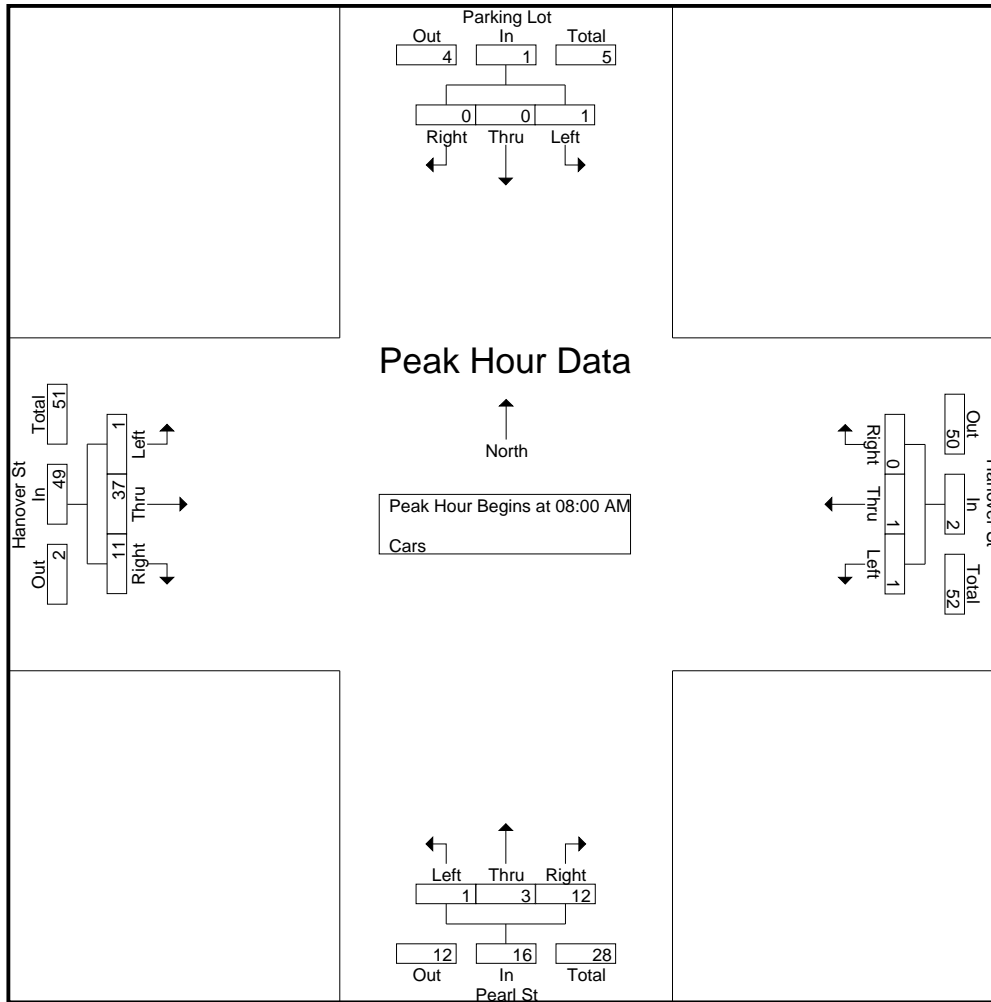 Parking Lot
Out In Total
4 1 5
0 0 1
Right Thru Left
Peak Hour Data
North
Peak Hour Begins at 08:00 AM
Cars
Hanover St
Total In Out
51 49 2
1 37 11
Left Thru Right
Right Thru Left
0 1 1
50 2 52
Out In Total
Hanover St
Left Thru Right
1 3 12
12 16 28
Out In Total
Pearl St